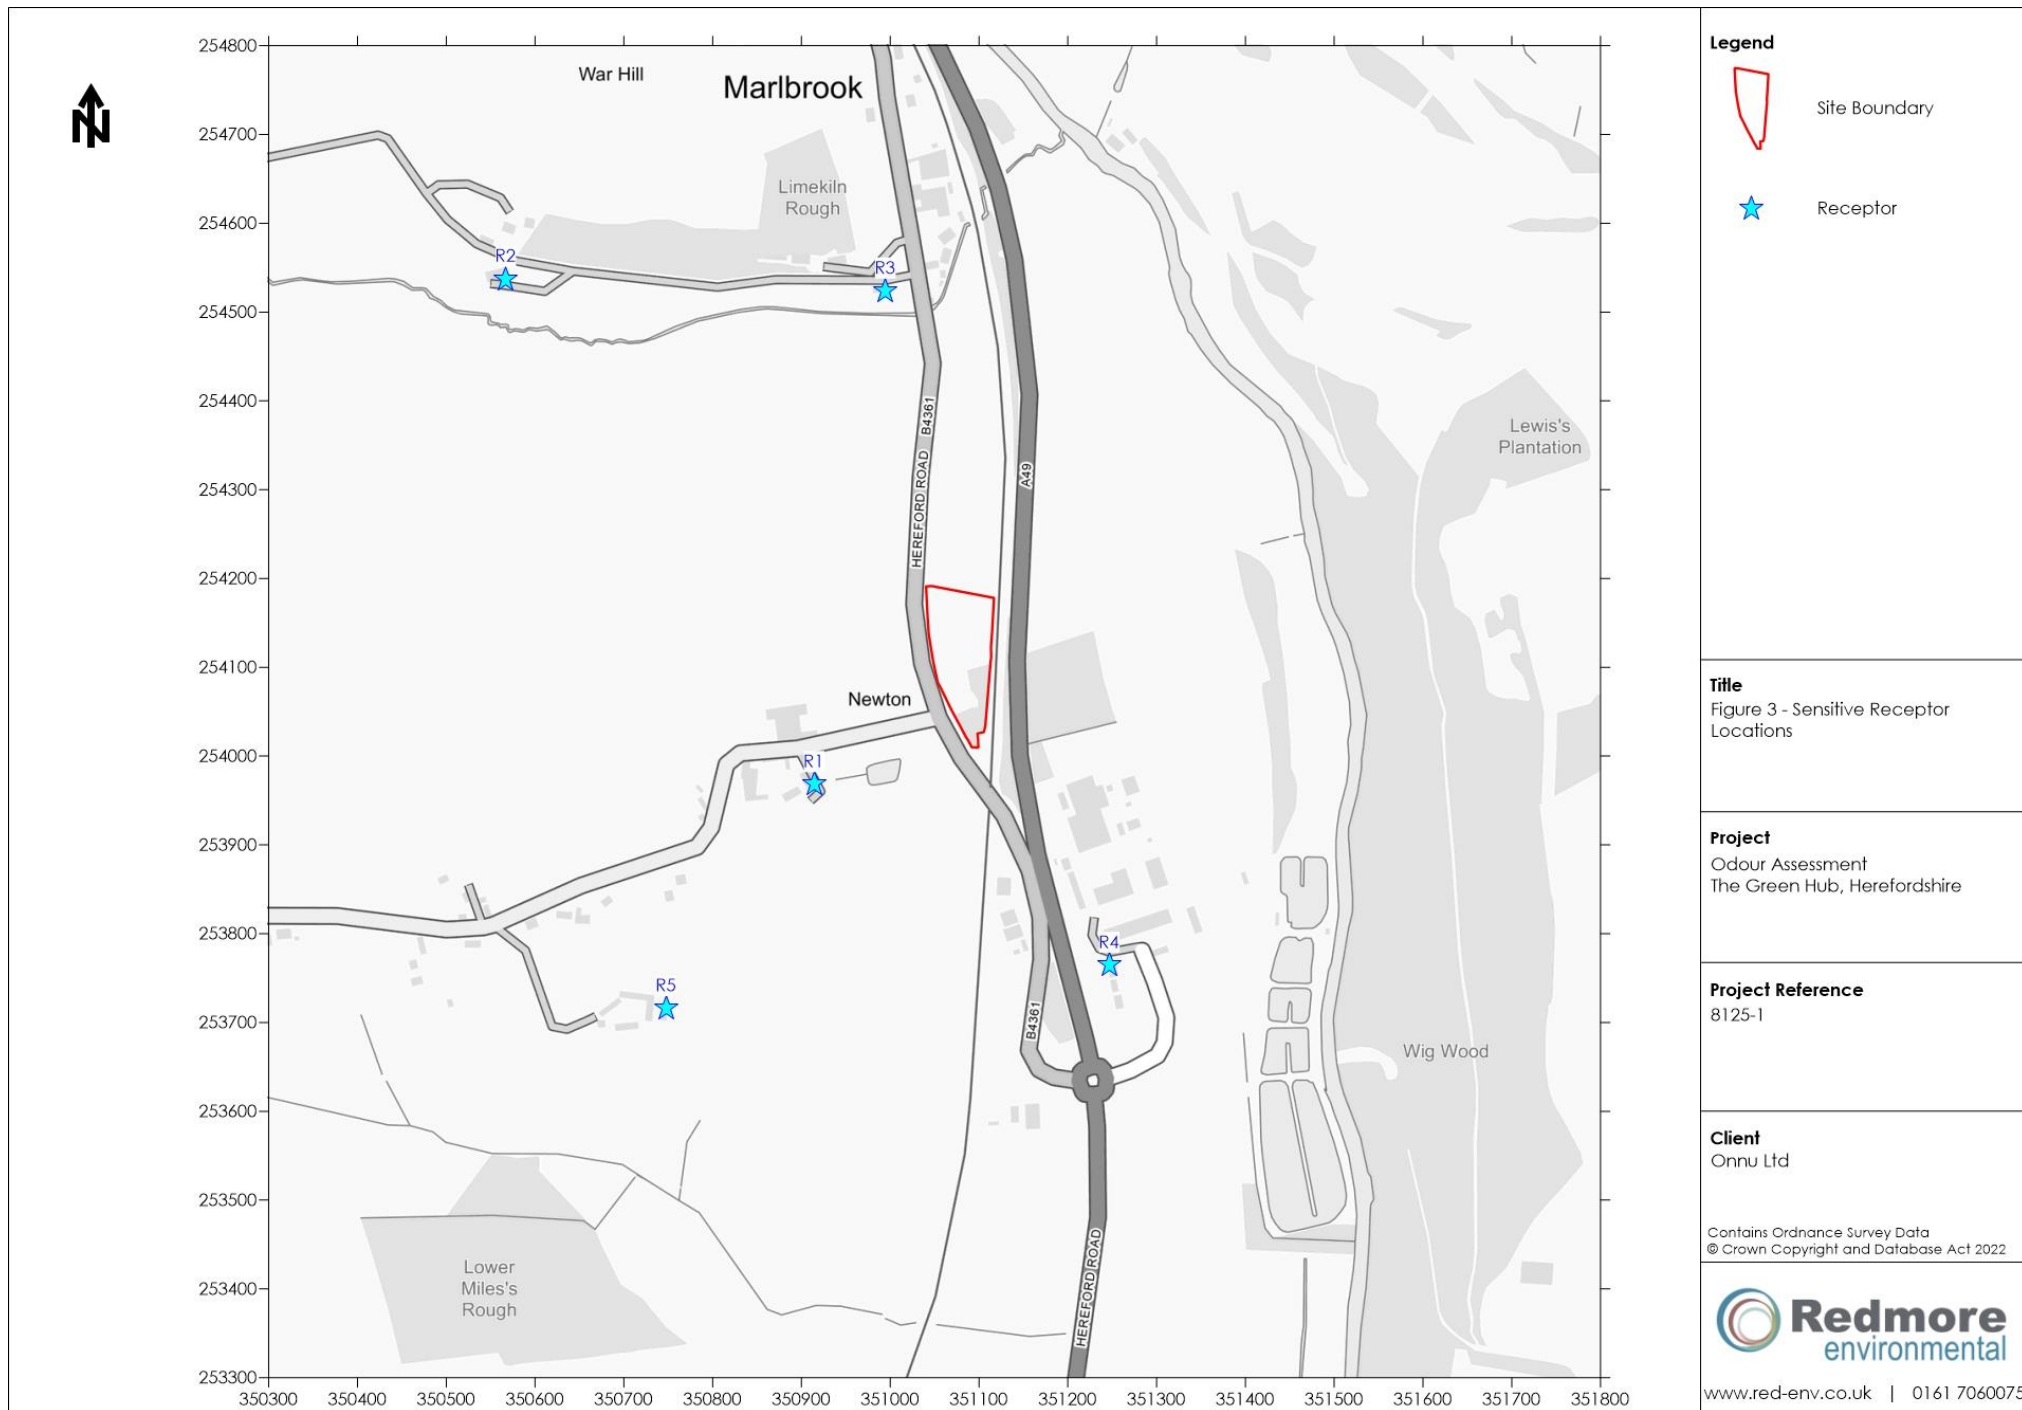 254800
254700
254600
254500
254400
254300
254200
254100
254000
253900
253800
253700
253600
253500
253400
253300
350300 350400 350500 350600 350700 350800 350900 351000 351100 351200 351300 351400 351500 351600 351700 351800
N
War Hill
Marlbrook
Limekiln
Rough
R2
R3
HEREFORD ROAD B4361
A49
Lewis's
Plantation
Newton
R1
R4
R5
B4361
Wig Wood
HEREFORD ROAD
Lower
Miles's
Rough
Legend
Site Boundary
Receptor
Title
Figure 3 - Sensitive Receptor
Locations
Project
Odour Assessment
The Green Hub, Herefordshire
Project Reference
8125-1
Client
Onnu Ltd
Contains Ordnance Survey Data
© Crown Copyright and Database Act 2022
Redmore
environmental
www.red-env.co.uk | 0161 7060075